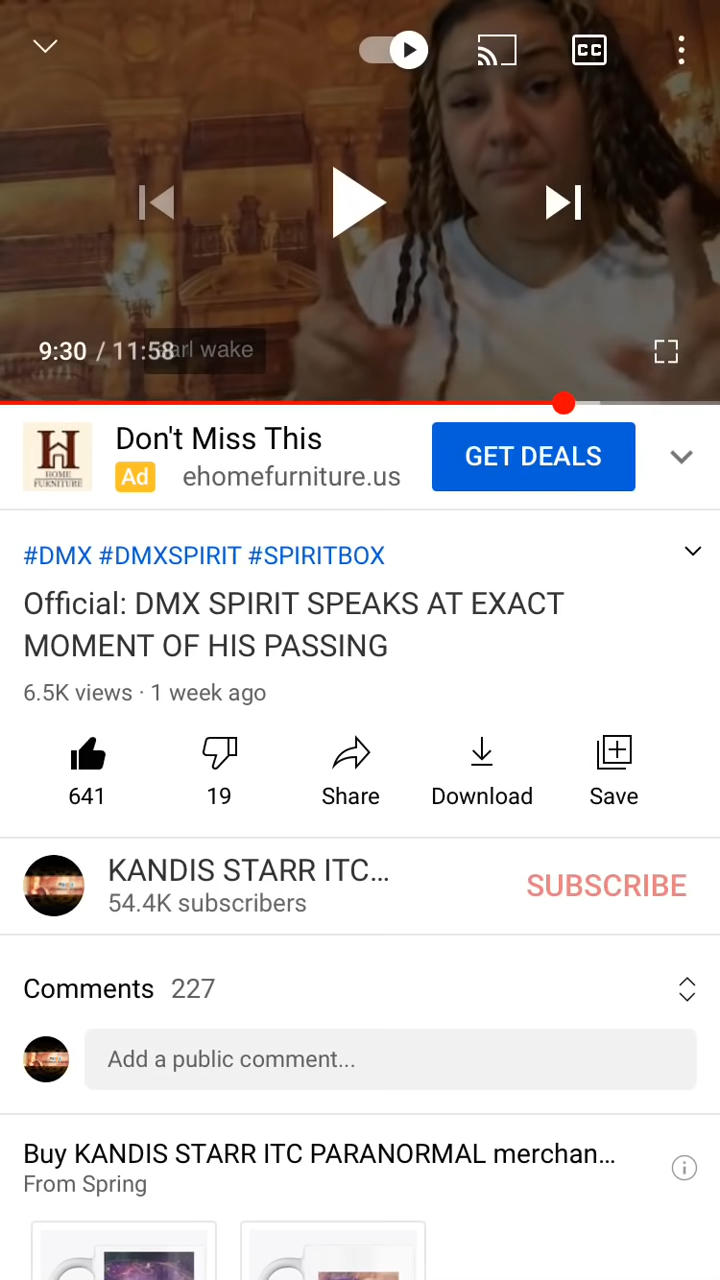 CC
9:30 / 11:58
arl wake
H
HOME
FURNITURE
Don't Miss This
Ad ehomefurniture.us
GET DEALS
#DMX #DMXSPIRIT #SPIRITBOX
Official: DMX SPIRIT SPEAKS AT EXACT
MOMENT OF HIS PASSING
6.5K views · 1 week ago
641 19 Share Download Save
KANDIS STARR ITC...
54.4K subscribers
SUBSCRIBE
Comments 227
Add a public comment...
Buy KANDIS STARR ITC PARANORMAL merchan...
From Spring